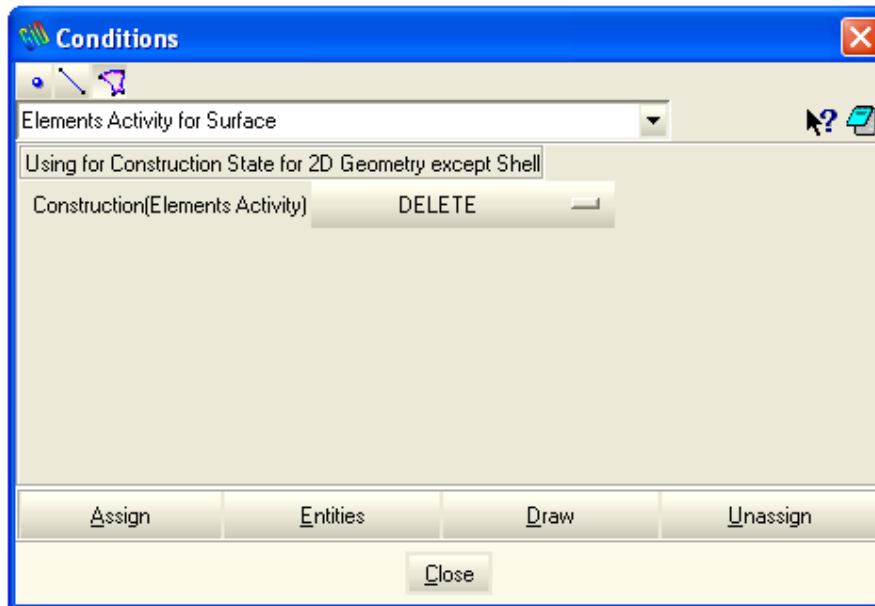 Conditions
Elements Activity for Surface
Using for Construction State for 2D Geometry except Shell
Construction(Elements Activity) DELETE
Assign Entities Draw Unassign
Close